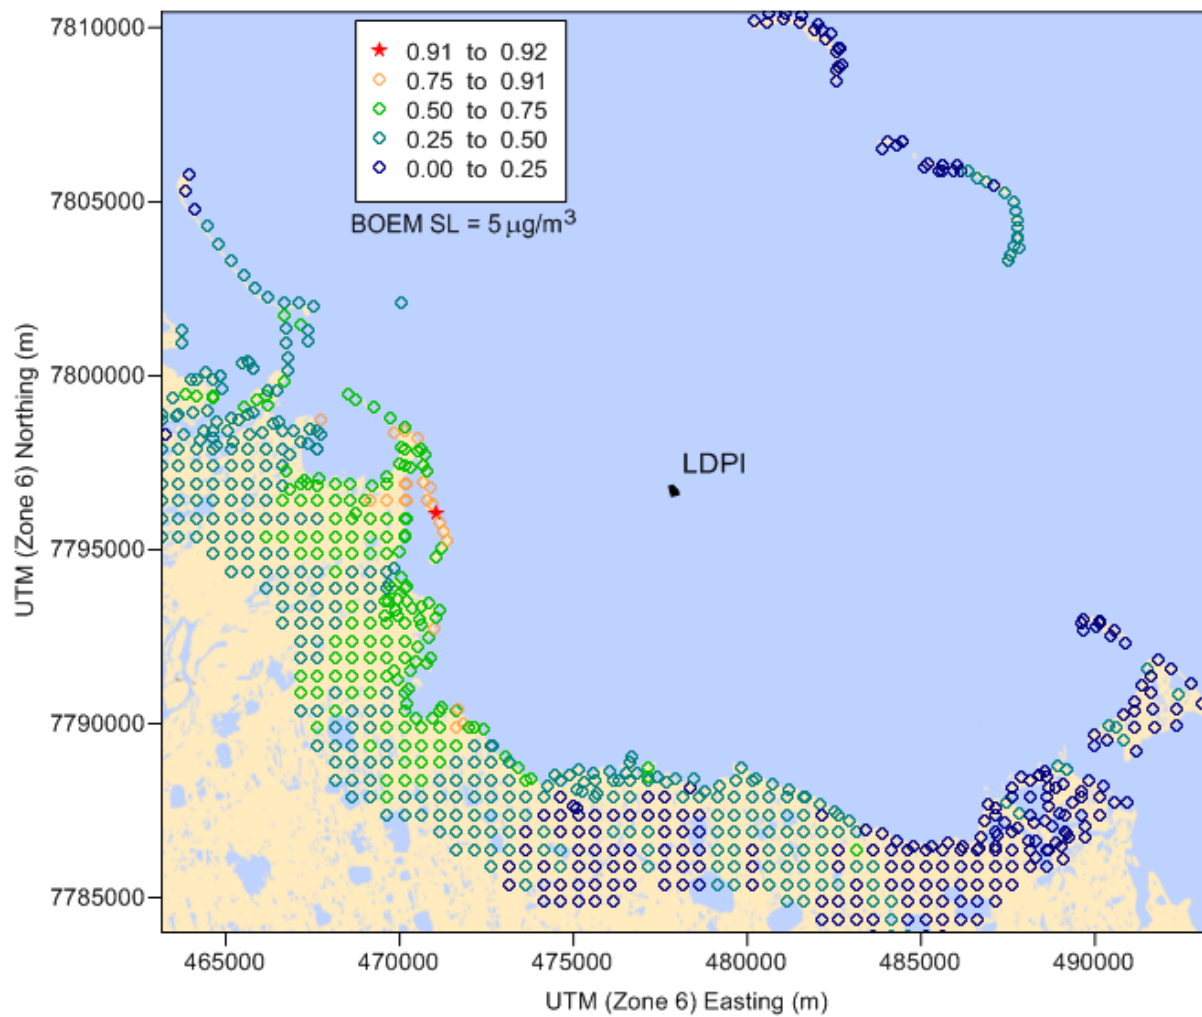 7810000
7805000
7800000
7795000
7790000
7785000
UTM (Zone 6) Northing (m)
0.91 to 0.92
0.75 to 0.91
0.50 to 0.75
0.25 to 0.50
0.00 to 0.25
BOEM SL = 5 µg/m³
LDPI
465000 470000 475000 480000 485000 490000
UTM (Zone 6) Easting (m)